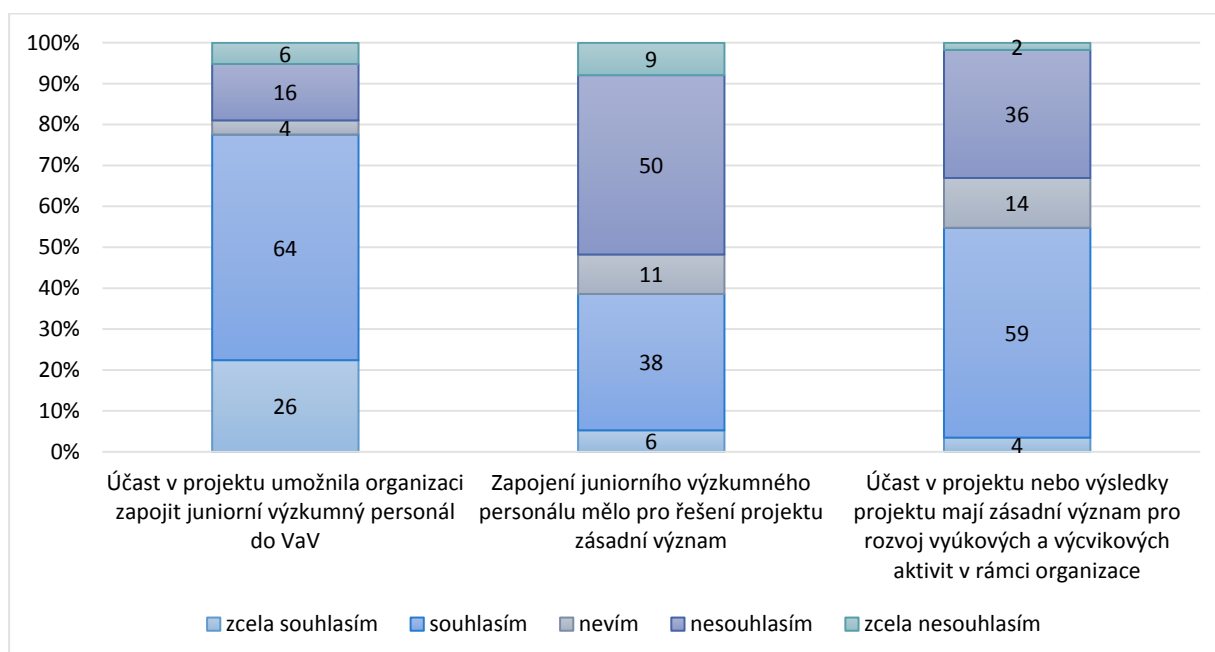 100%
90%
80%
70%
60%
50%
40%
30%
20%
10%
0%
6
16
4
64
26
9
50
11
38
6
2
36
14
59
4
Účast v projektu umožnila organizaci
zapojit juniorní výzkumný personál
do VaV
Zapojení juniorního výzkumného
personálu mělo pro řešení projektu
zásadní význam
Účast v projektu nebo výsledky
projektu mají zásadní význam pro
rozvoj vyúkových a výcvikových
aktivit v rámci organizace
zcela souhlasím
souhlasím
nevím
nesouhlasím
zcela nesouhlasím